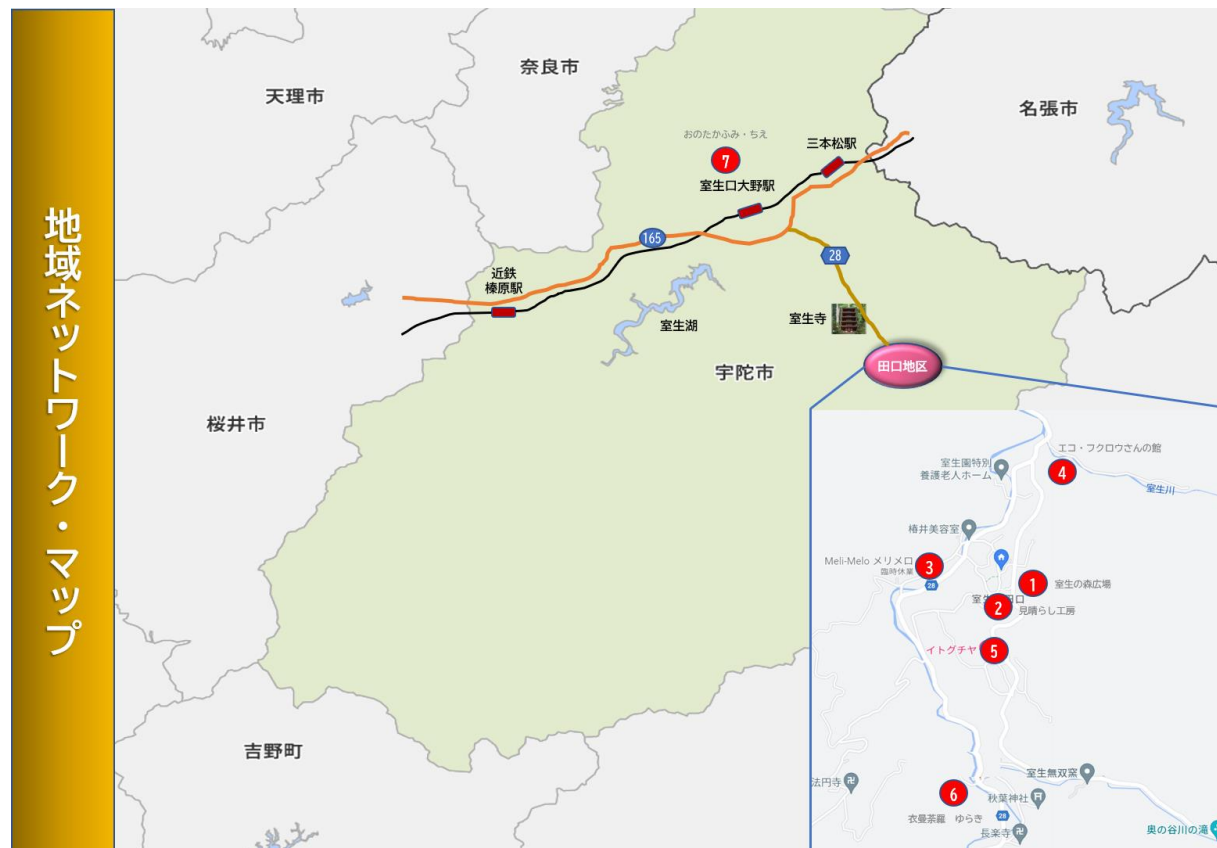 地域ネットワーク・マップ
奈良市
天理市
名張市
おのたかふみ・ちえ
7
三本松駅
室生口大野駅
165
28
近鉄
榛原駅
室生湖
室生寺
宇陀市
田口地区
桜井市
吉野町
エコ・フクロウさんの館
4
室生園特別
養護老人ホーム
室生川
椿井美容室
Meli-Melo メリメロ
臨時休業
3
28
1
室生の森広場
2
見晴らし工房
イトグチヤ
5
室生無双窯
法円寺
6
衣曼荼羅 ゆらぎ
秋葉神社
28
長楽寺
奥の谷川の滝